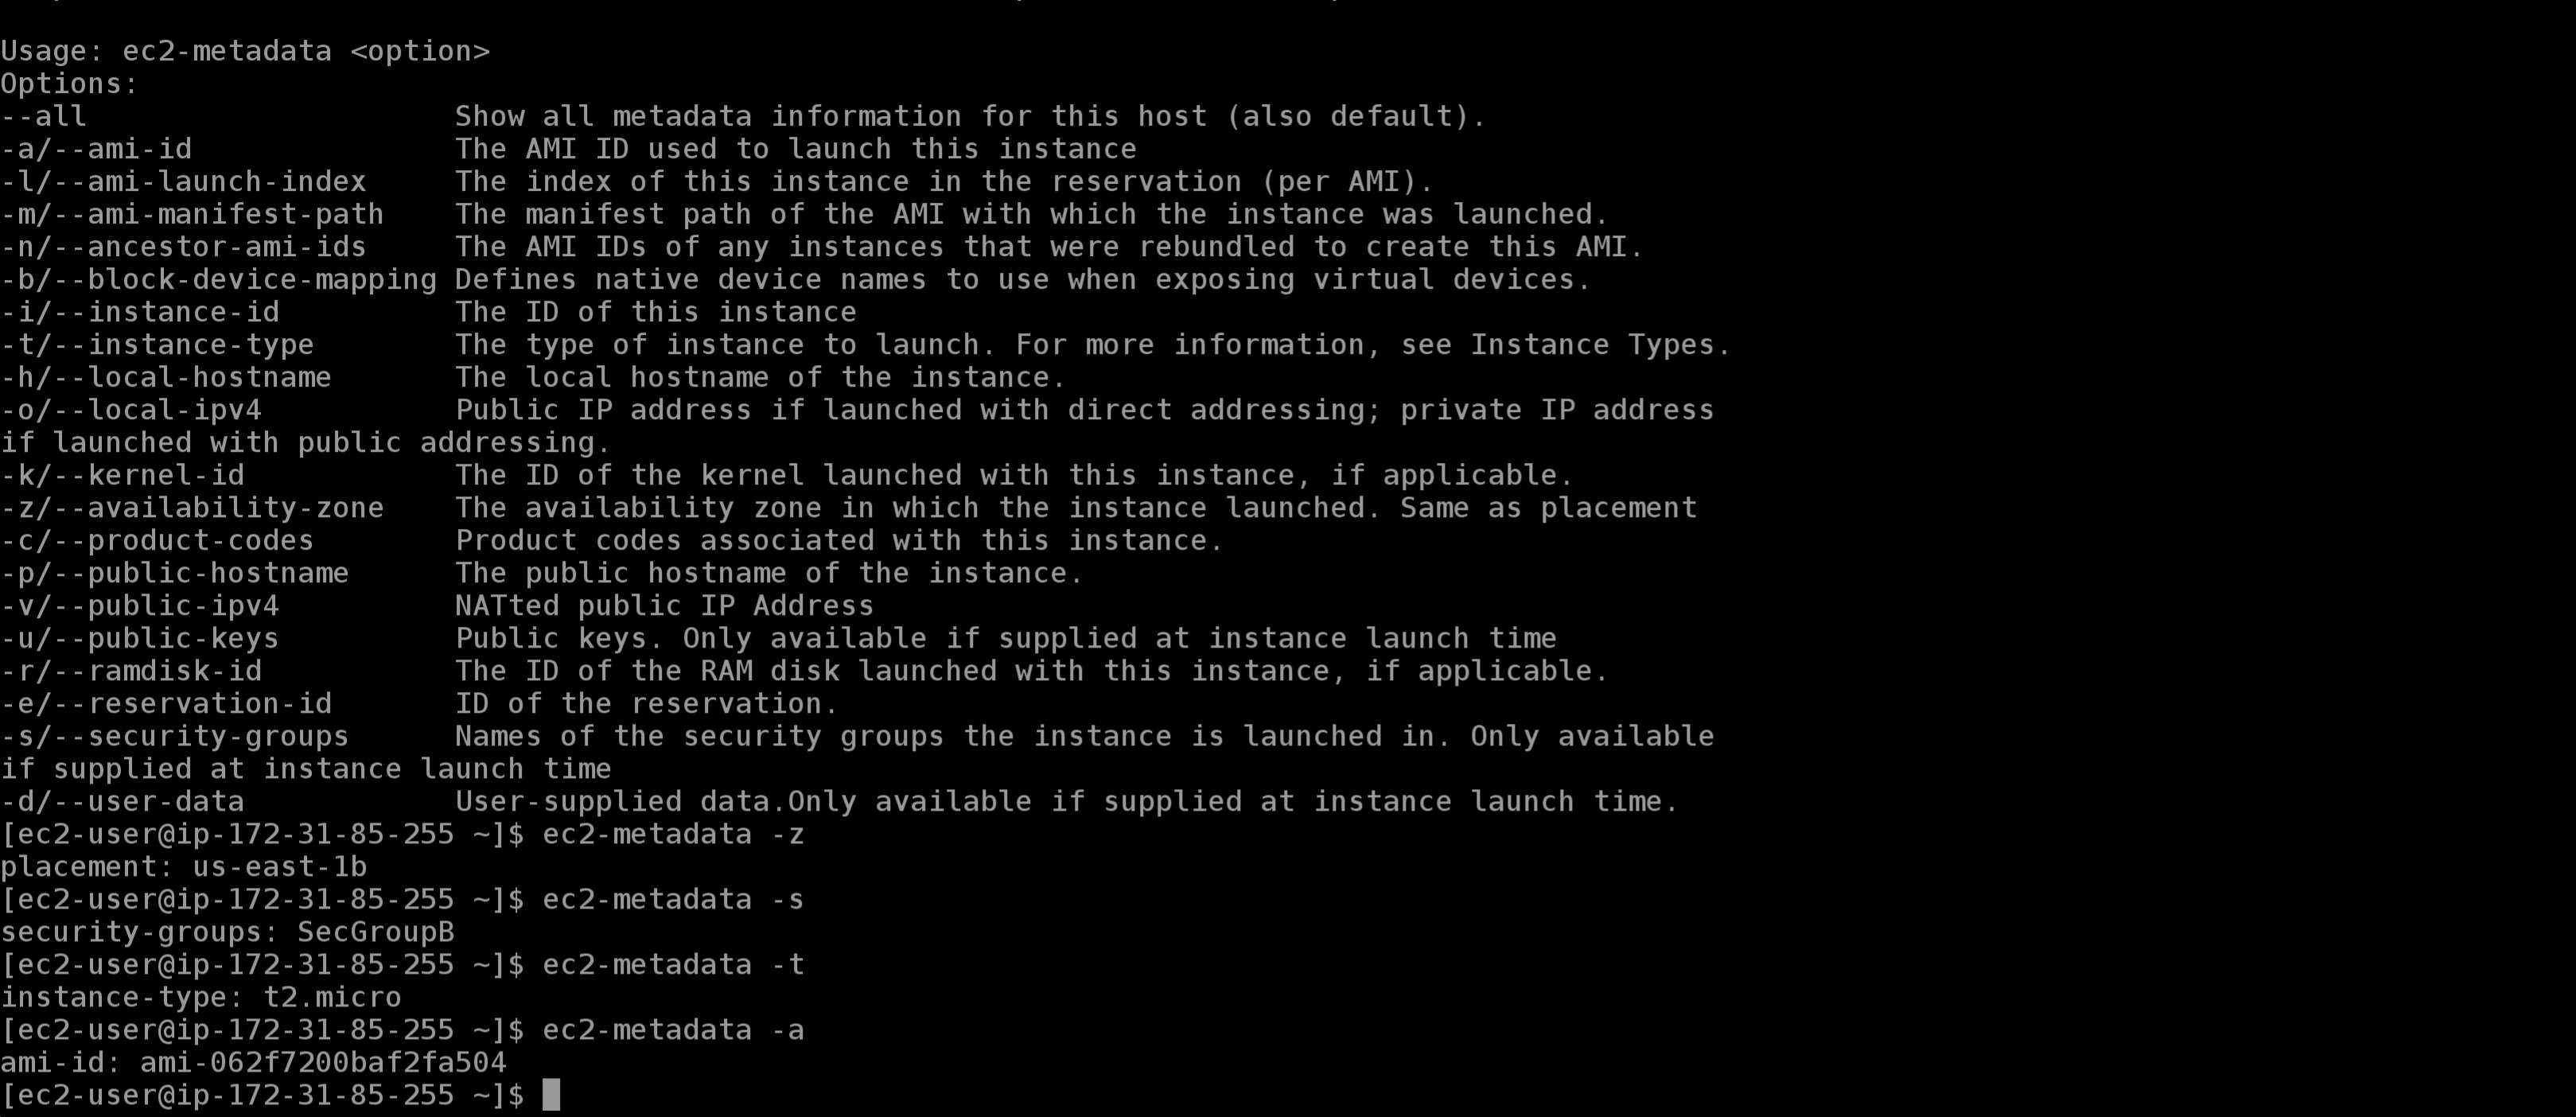 Usage: ec2-metadata <option>
Options:
--all                     Show all metadata information for this host (also default).
-a/--ami-id               The AMI ID used to launch this instance
-l/--ami-launch-index     The index of this instance in the reservation (per AMI).
-m/--ami-manifest-path    The manifest path of the AMI with which the instance was launched.
-n/--ancestor-ami-ids     The AMI IDs of any instances that were rebundled to create this AMI.
-b/--block-device-mapping Defines native device names to use when exposing virtual devices.
-i/--instance-id          The ID of this instance
-t/--instance-type        The type of instance to launch. For more information, see Instance Types.
-h/--local-hostname       The local hostname of the instance.
-o/--local-ipv4           Public IP address if launched with direct addressing; private IP address
if launched with public addressing.
-k/--kernel-id            The ID of the kernel launched with this instance, if applicable.
-z/--availability-zone    The availability zone in which the instance launched. Same as placement
-c/--product-codes        Product codes associated with this instance.
-p/--public-hostname      The public hostname of the instance.
-v/--public-ipv4          NATted public IP Address
-u/--public-keys          Public keys. Only available if supplied at instance launch time
-r/--ramdisk-id           The ID of the RAM disk launched with this instance, if applicable.
-e/--reservation-id       ID of the reservation.
-s/--security-groups      Names of the security groups the instance is launched in. Only available
if supplied at instance launch time
-d/--user-data            User-supplied data.Only available if supplied at instance launch time.
[ec2-user@ip-172-31-85-255 ~]$ ec2-metadata -z
placement: us-east-1b
[ec2-user@ip-172-31-85-255 ~]$ ec2-metadata -s
security-groups: SecGroupB
[ec2-user@ip-172-31-85-255 ~]$ ec2-metadata -t
instance-type: t2.micro
[ec2-user@ip-172-31-85-255 ~]$ ec2-metadata -a
ami-id: ami-062f7200baf2fa504
[ec2-user@ip-172-31-85-255 ~]$